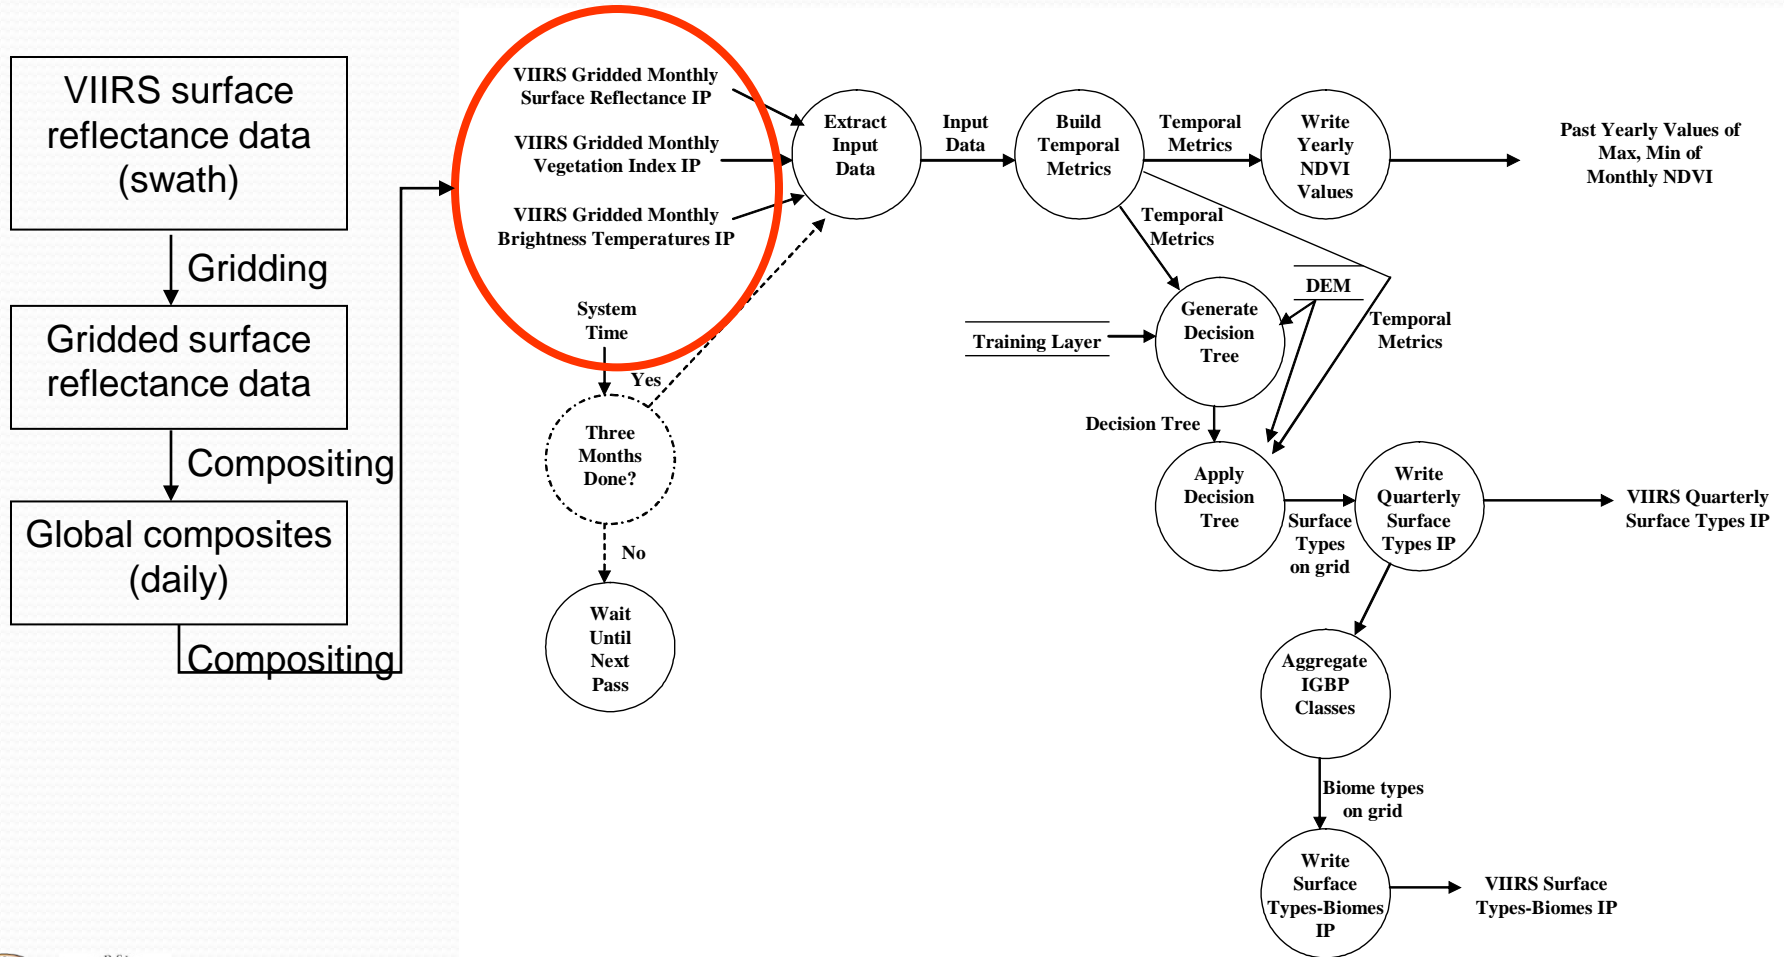 VIIRS surface
reflectance data
(swath)
Gridding
Gridded surface
reflectance data
Compositing
Global composites
(daily)
Compositing
VIIRS Gridded Monthly
Surface Reflectance IP
VIIRS Gridded Monthly
Vegetation Index IP
VIIRS Gridded Monthly
Brightness Temperatures IP
System
Time
Yes
Three
Months
Done?
No
Wait
Until
Next
Pass
Extract
Input
Data
Input
Data
Build
Temporal
Metrics
Temporal
Metrics
Write
Yearly
NDVI
Values
Past Yearly Values of
Max, Min of
Monthly NDVI
Temporal
Metrics
DEM
Temporal
Metrics
Training Layer
Generate
Decision
Tree
Decision Tree
Apply
Decision
Tree
Surface
Types
on grid
Write
Quarterly
Surface
Types IP
VIIRS Quarterly
Surface Types IP
Aggregate
IGBP
Classes
Biome types
on grid
Write
Surface
Types-Biomes
IP
VIIRS Surface
Types-Biomes IP